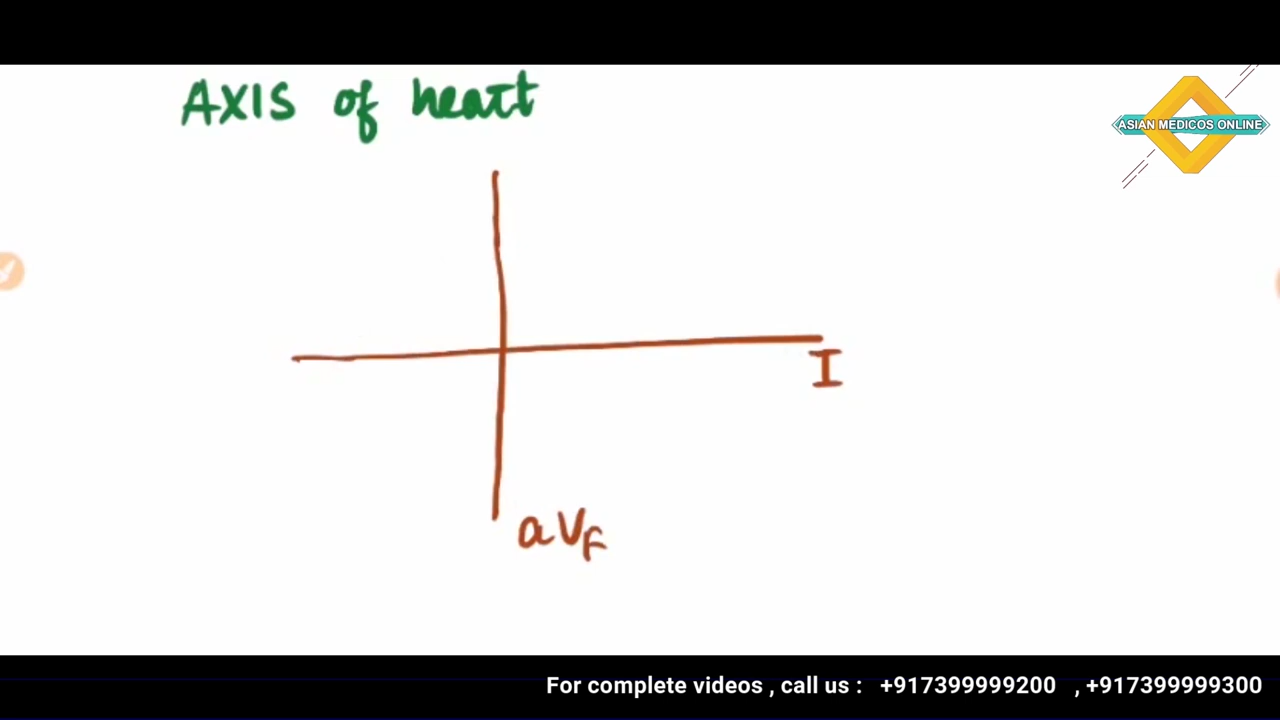 AXIS of heart
ASIAN MEDICOS ONLINE
I
aVF
For complete videos , call us : +917399999200 , +917399999300